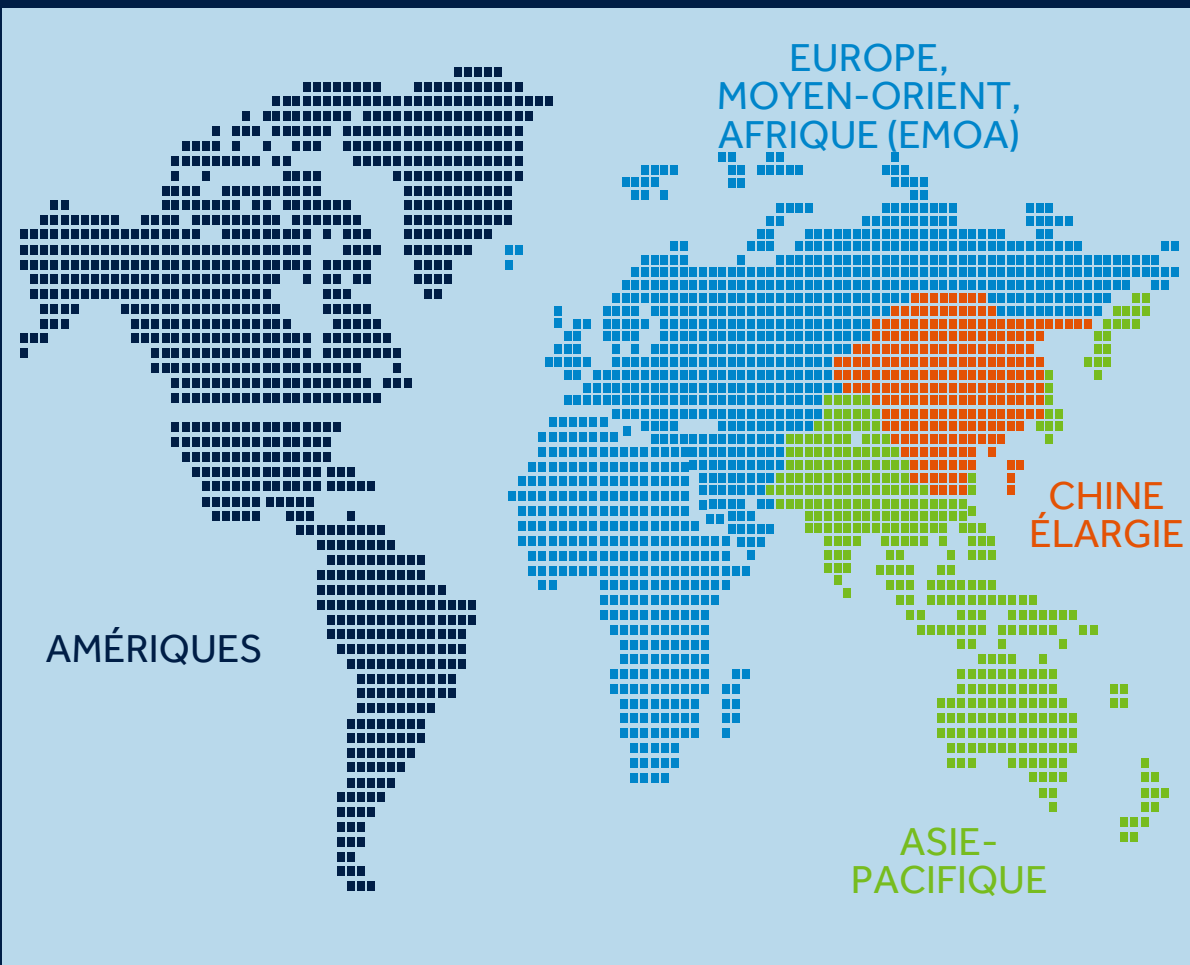 EUROPE,
MOYEN-ORIENT,
AFRIQUE (EMOA)
CHINE
ÉLARGIE
AMÉRIQUES
ASIE-
PACIFIQUE